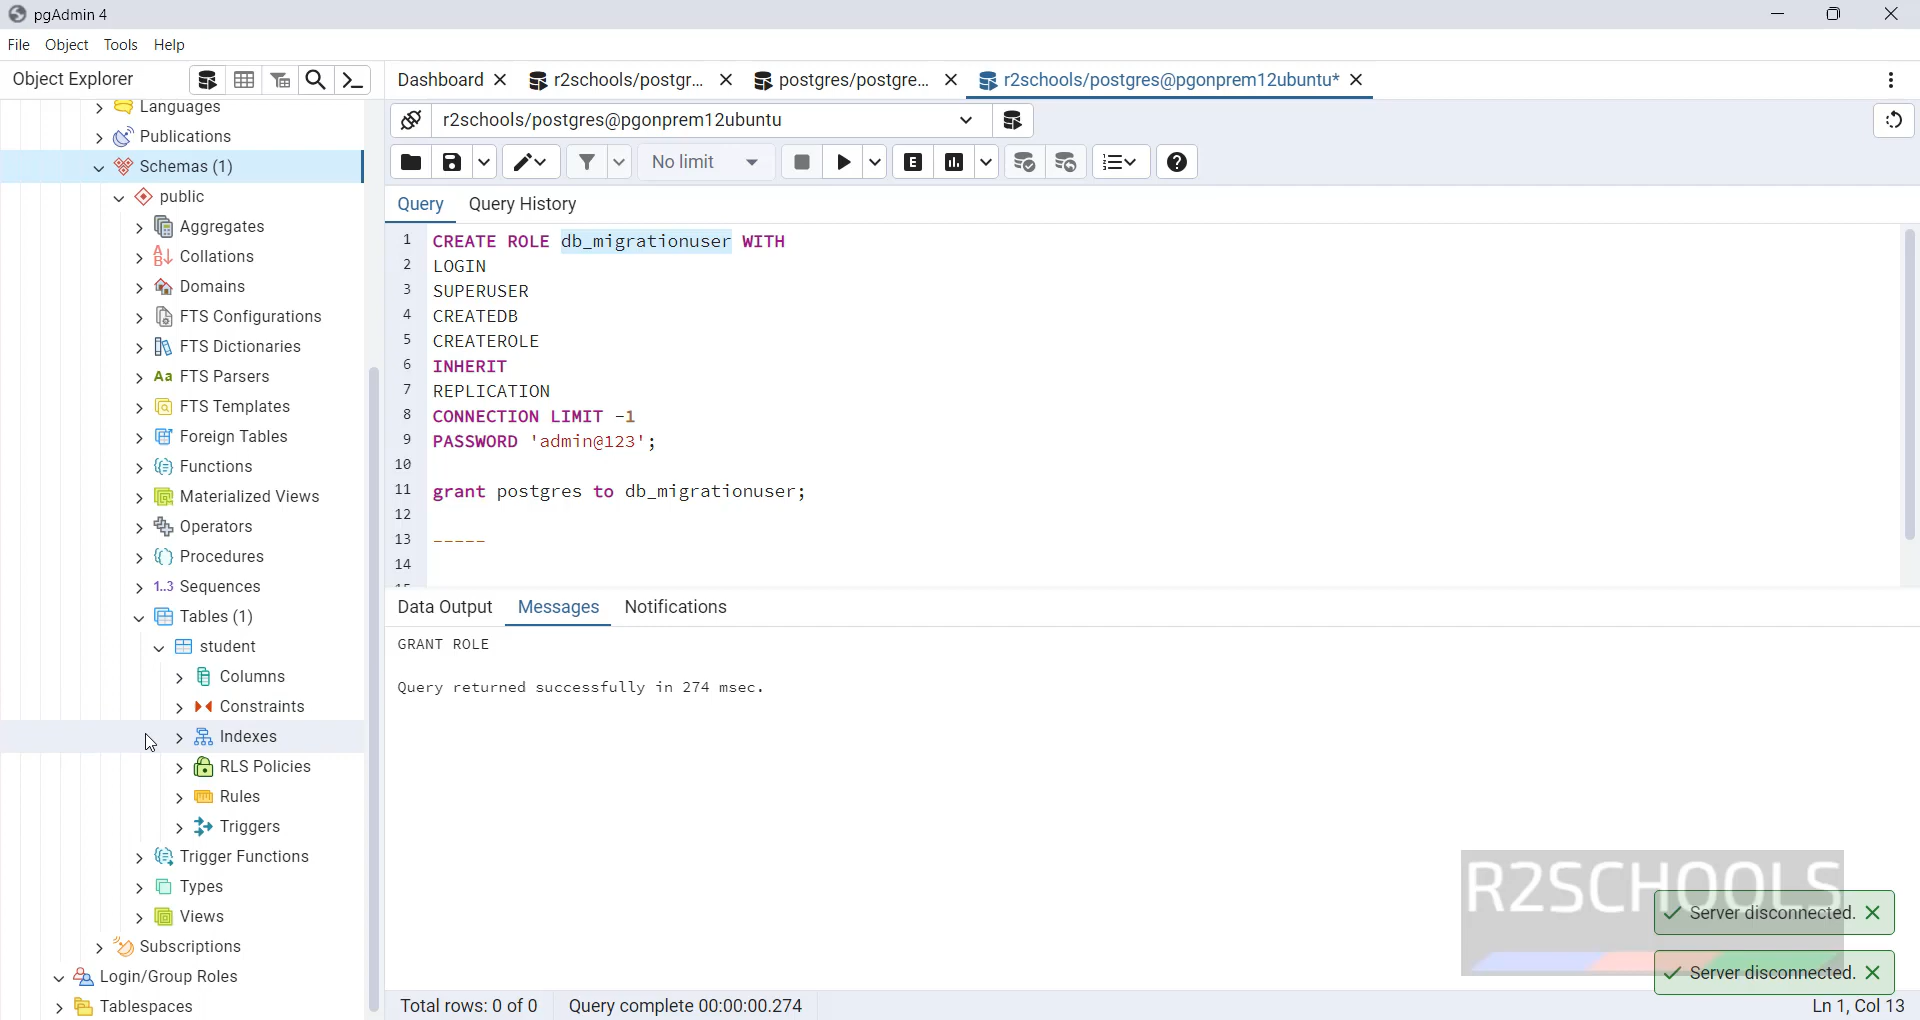 pgAdmin 4
File Object Tools Help
Object Explorer
Dashboard
r2schools/postgr...
postgres/postgre...
r2schools/postgres@pgonprem12ubuntu*
r2schools/postgres@pgonprem12ubuntu
No limit
Query Query History
Languages
Publications
Schemas (1)
public
Aggregates
Collations
Domains
FTS Configurations
FTS Dictionaries
Aa FTS Parsers
FTS Templates
Foreign Tables
Functions
Materialized Views
Operators
Procedures
1..3 Sequences
Tables (1)
student
Columns
Constraints
Indexes
RLS Policies
Rules
Triggers
Trigger Functions
Types
Views
Subscriptions
Login/Group Roles
Tablespaces
1 CREATE ROLE db_migrationuser WITH
2 LOGIN
3 SUPERUSER
4 CREATEDB
5 CREATEROLE
6 INHERIT
7 REPLICATION
8 CONNECTION LIMIT -1
9 PASSWORD 'admin@123';
10
11 grant postgres to db_migrationuser;
12
13 -----
14
Data Output Messages Notifications
GRANT ROLE
Query returned successfully in 274 msec.
R2SCHOOLS
Server disconnected.
Server disconnected.
Total rows: 0 of 0 Query complete 00:00:00.274 Ln 1, Col 13